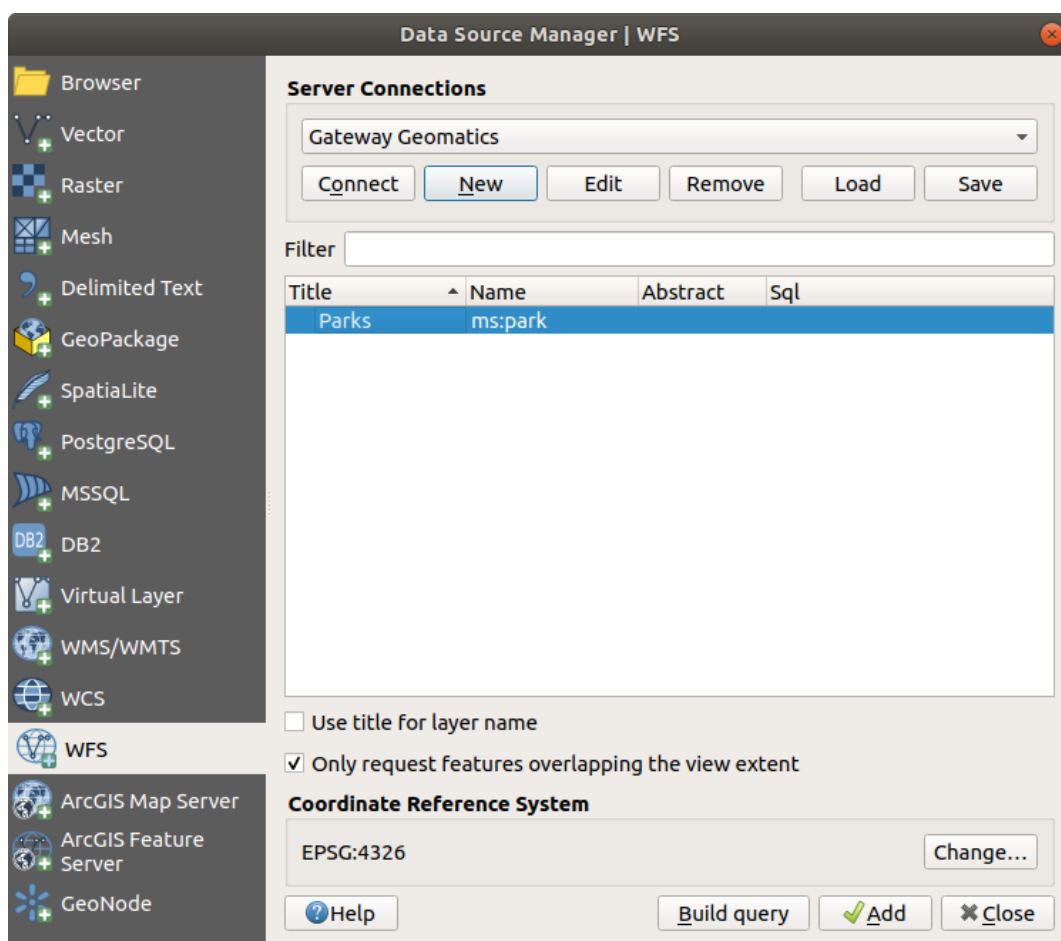 Data Source Manager | WFS
Browser
Vector
Raster
Mesh
Delimited Text
GeoPackage
SpatiaLite
PostgreSQL
MSSQL
DB2
DB2
Virtual Layer
WMS/WMTS
WCS
WFS
ArcGIS Map Server
ArcGIS Feature
Server
GeoNode
Server Connections
Gateway Geomatics
Connect New Edit Remove Load Save
Filter
Title Name Abstract Sql
Parks ms:park
Use title for layer name
Only request features overlapping the view extent
Coordinate Reference System
EPSG:4326 Change...
Help Build query Add Close